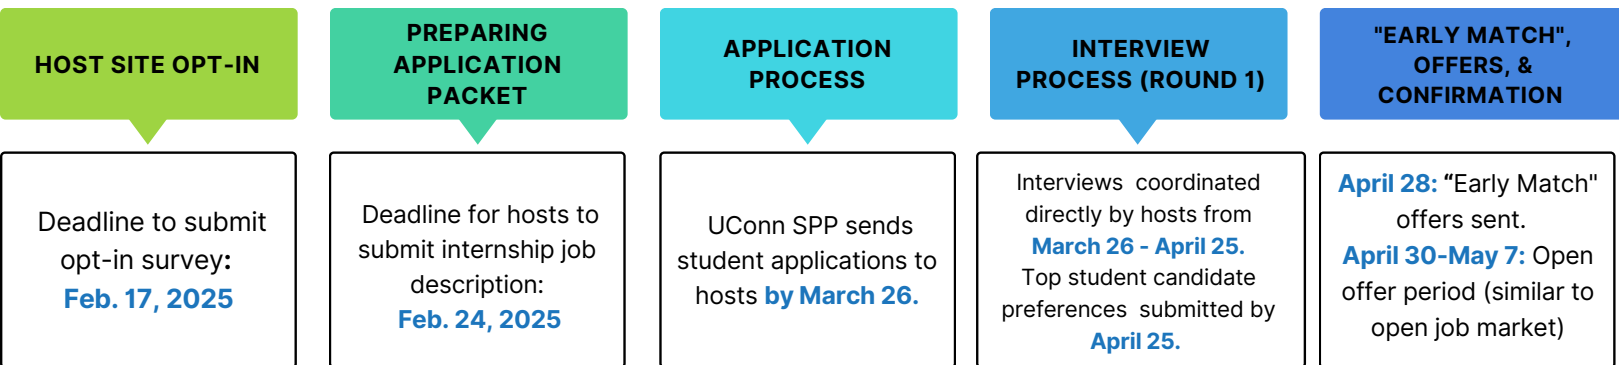 HOST SITE OPT-IN
Deadline to submit
opt-in survey:
Feb. 17, 2025
PREPARING
APPLICATION
PACKET
Deadline for hosts to
submit internship job
description:
Feb. 24, 2025
APPLICATION
PROCESS
UConn SPP sends
student applications to
hosts by March 26.
INTERVIEW
PROCESS (ROUND 1)
Interviews coordinated
directly by hosts from
March 26 - April 25.
Top student candidate
preferences submitted by
April 25.
"EARLY MATCH",
OFFERS, &
CONFIRMATION
April 28: “Early Match"
offers sent.
April 30-May 7: Open
offer period (similar to
open job market)